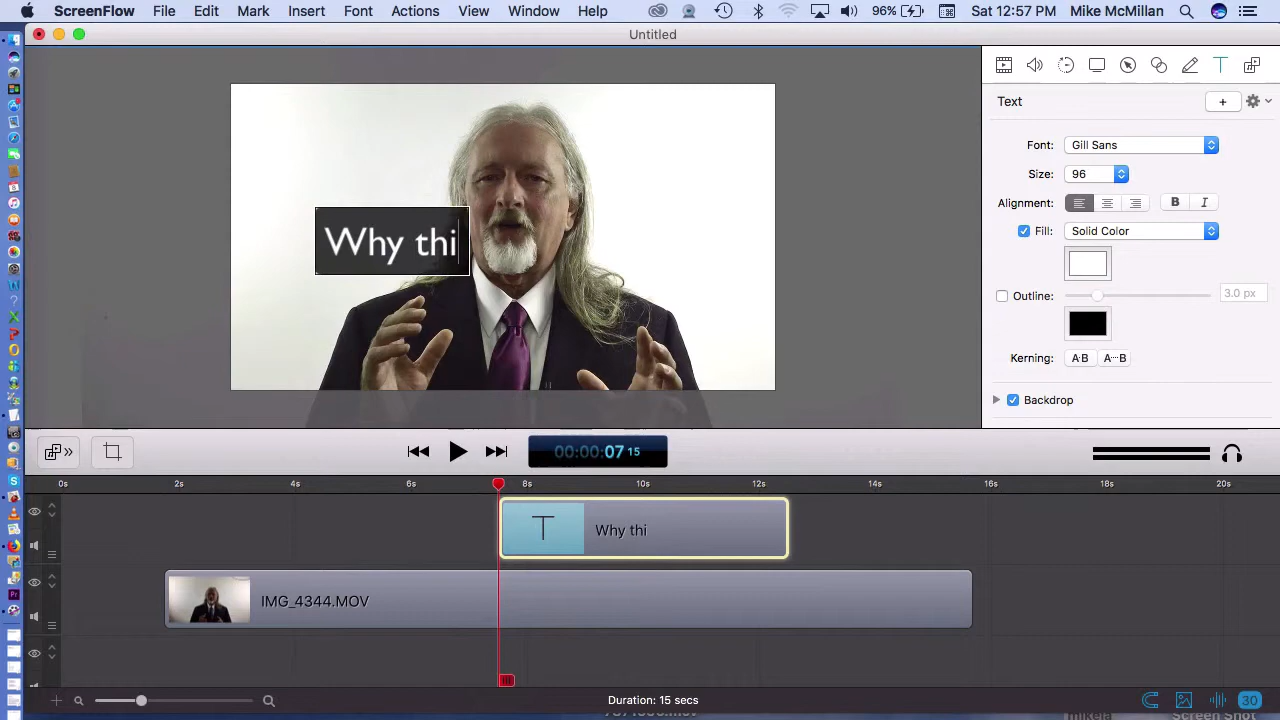 ScreenFlow File Edit Mark Insert Font Actions View Window Help 96% Sat 12:57 PM Mike McMillan
Untitled
Text
Font: Gill Sans
Size: 96
Alignment: B I
Fill: Solid Color
Outline: 3.0 px
Kerning: A·B A···B
Backdrop
Why thi
00:00:07 15
0s 2s 4s 6s 8s 10s 12s 14s 16s 18s 20s
T Why thi
IMG_4344.MOV
Duration: 15 secs
30
mikela Screen Shot